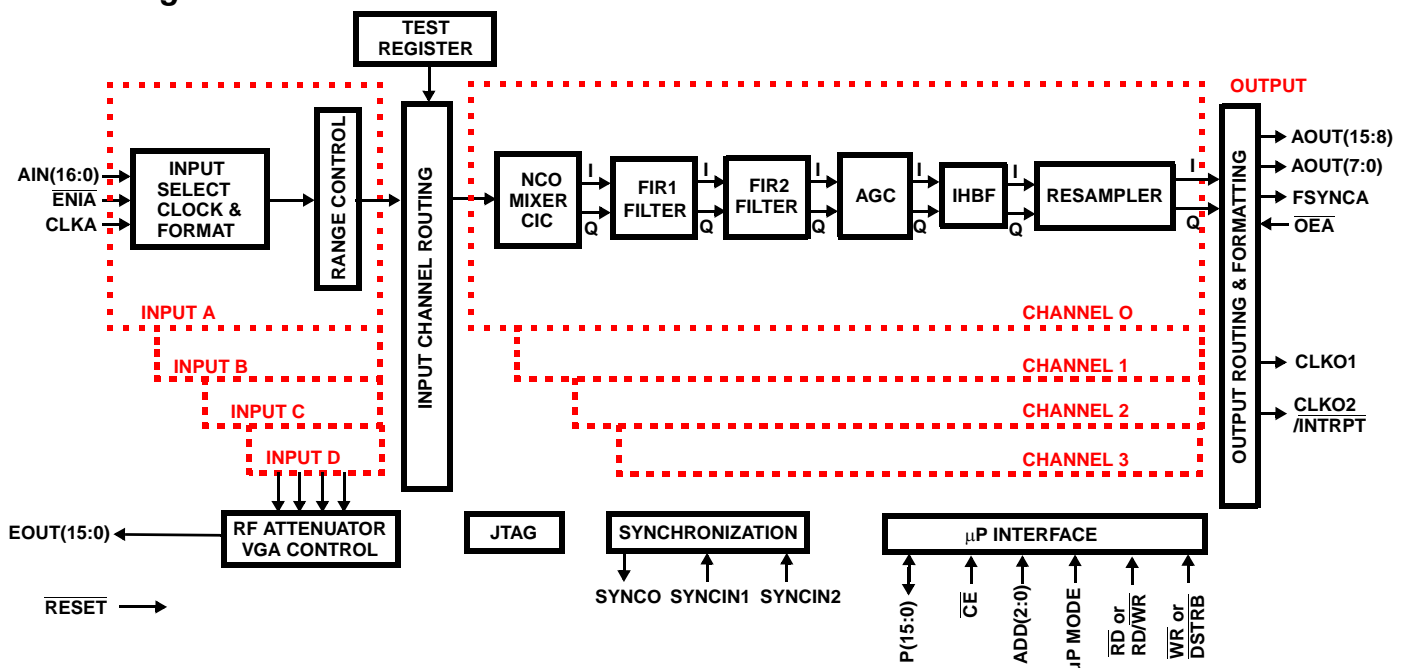 TEST
REGISTER
OUTPUT
AIN(16:0)
ENIA
CLKA
INPUT
SELECT
CLOCK &
FORMAT
RANGE CONTROL
INPUT CHANNEL ROUTING
NCO
MIXER
CIC
I
Q
FIR1
FILTER
I
Q
FIR2
FILTER
I
Q
AGC
I
Q
IHBF
I
Q
RESAMPLER
I
Q
OUTPUT ROUTING & FORMATTING
AOUT(15:8)
AOUT(7:0)
FSYNCA
OEA
INPUT A
CHANNEL O
INPUT B
CHANNEL 1
CLKO1
INPUT C
CHANNEL 2
CLKO2
/INTRPT
INPUT D
CHANNEL 3
EOUT(15:0)
RF ATTENUATOR
VGA CONTROL
JTAG
SYNCHRONIZATION
µP INTERFACE
RESET
SYNCO SYNCIN1 SYNCIN2
P(15:0)
CE
ADD(2:0)
µP MODE
RD or
RD/WR
WR or
DSTRB